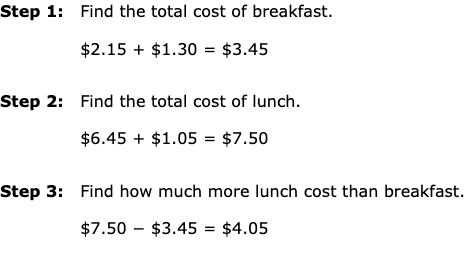 Step 1: Find the total cost of breakfast.
$2.15 + $1.30 = $3.45
Step 2: Find the total cost of lunch.
$6.45 + $1.05 = $7.50
Step 3: Find how much more lunch cost than breakfast.
$7.50 − $3.45 = $4.05